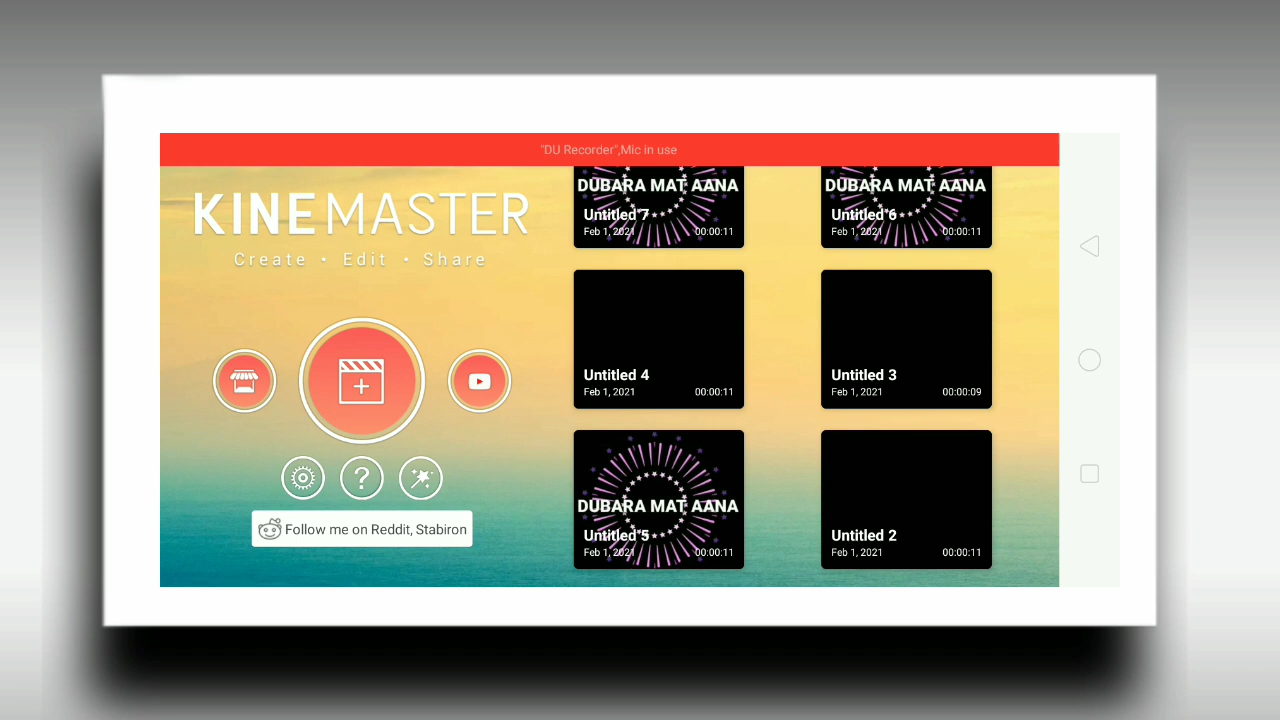 "DU Recorder",Mic in use
KINEMASTER
Create • Edit • Share
Follow me on Reddit, Stabiron
DUBARA MAT AANA
Untitled 7
Feb 1, 2021 00:00:11
DUBARA MAT AANA
Untitled 6
Feb 1, 2021 00:00:11
Untitled 4
Feb 1, 2021 00:00:11
Untitled 3
Feb 1, 2021 00:00:09
DUBARA MAT AANA
Untitled 5
Feb 1, 2021 00:00:11
Untitled 2
Feb 1, 2021 00:00:11